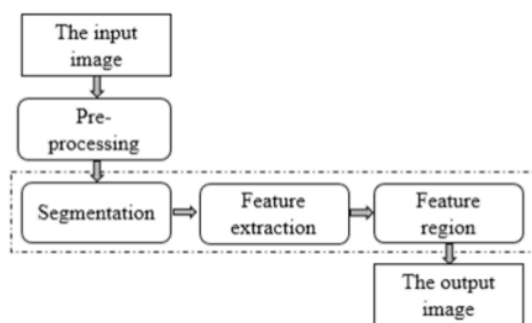 The input
image
Pre-
processing
Segmentation
Feature
extraction
Feature
region
The output
image